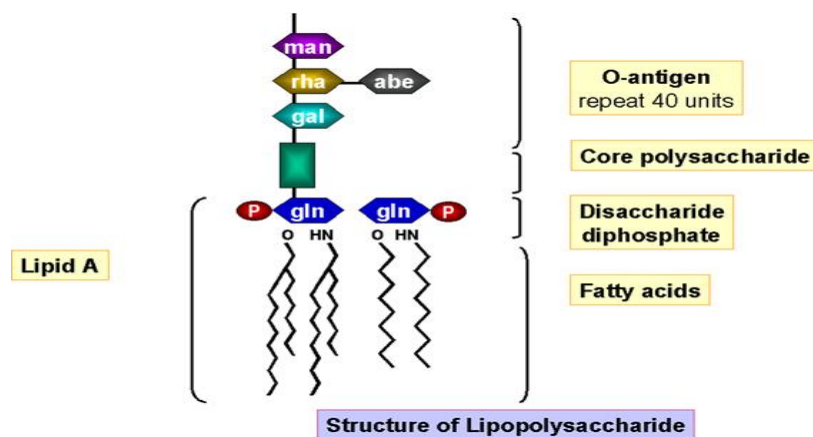 man
rha abe
gal
O-antigen
repeat 40 units
Core polysaccharide
P gln gln P
O HN O HN
Disaccharide
diphosphate
Lipid A
Fatty acids
Structure of Lipopolysaccharide